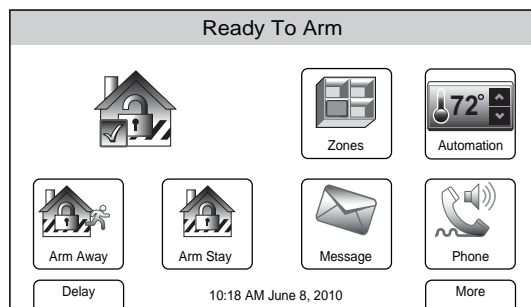 Ready To Arm
72°
Zones
Automation
Arm Away
Arm Stay
Message
Phone
Delay
10:18 AM June 8, 2010
More